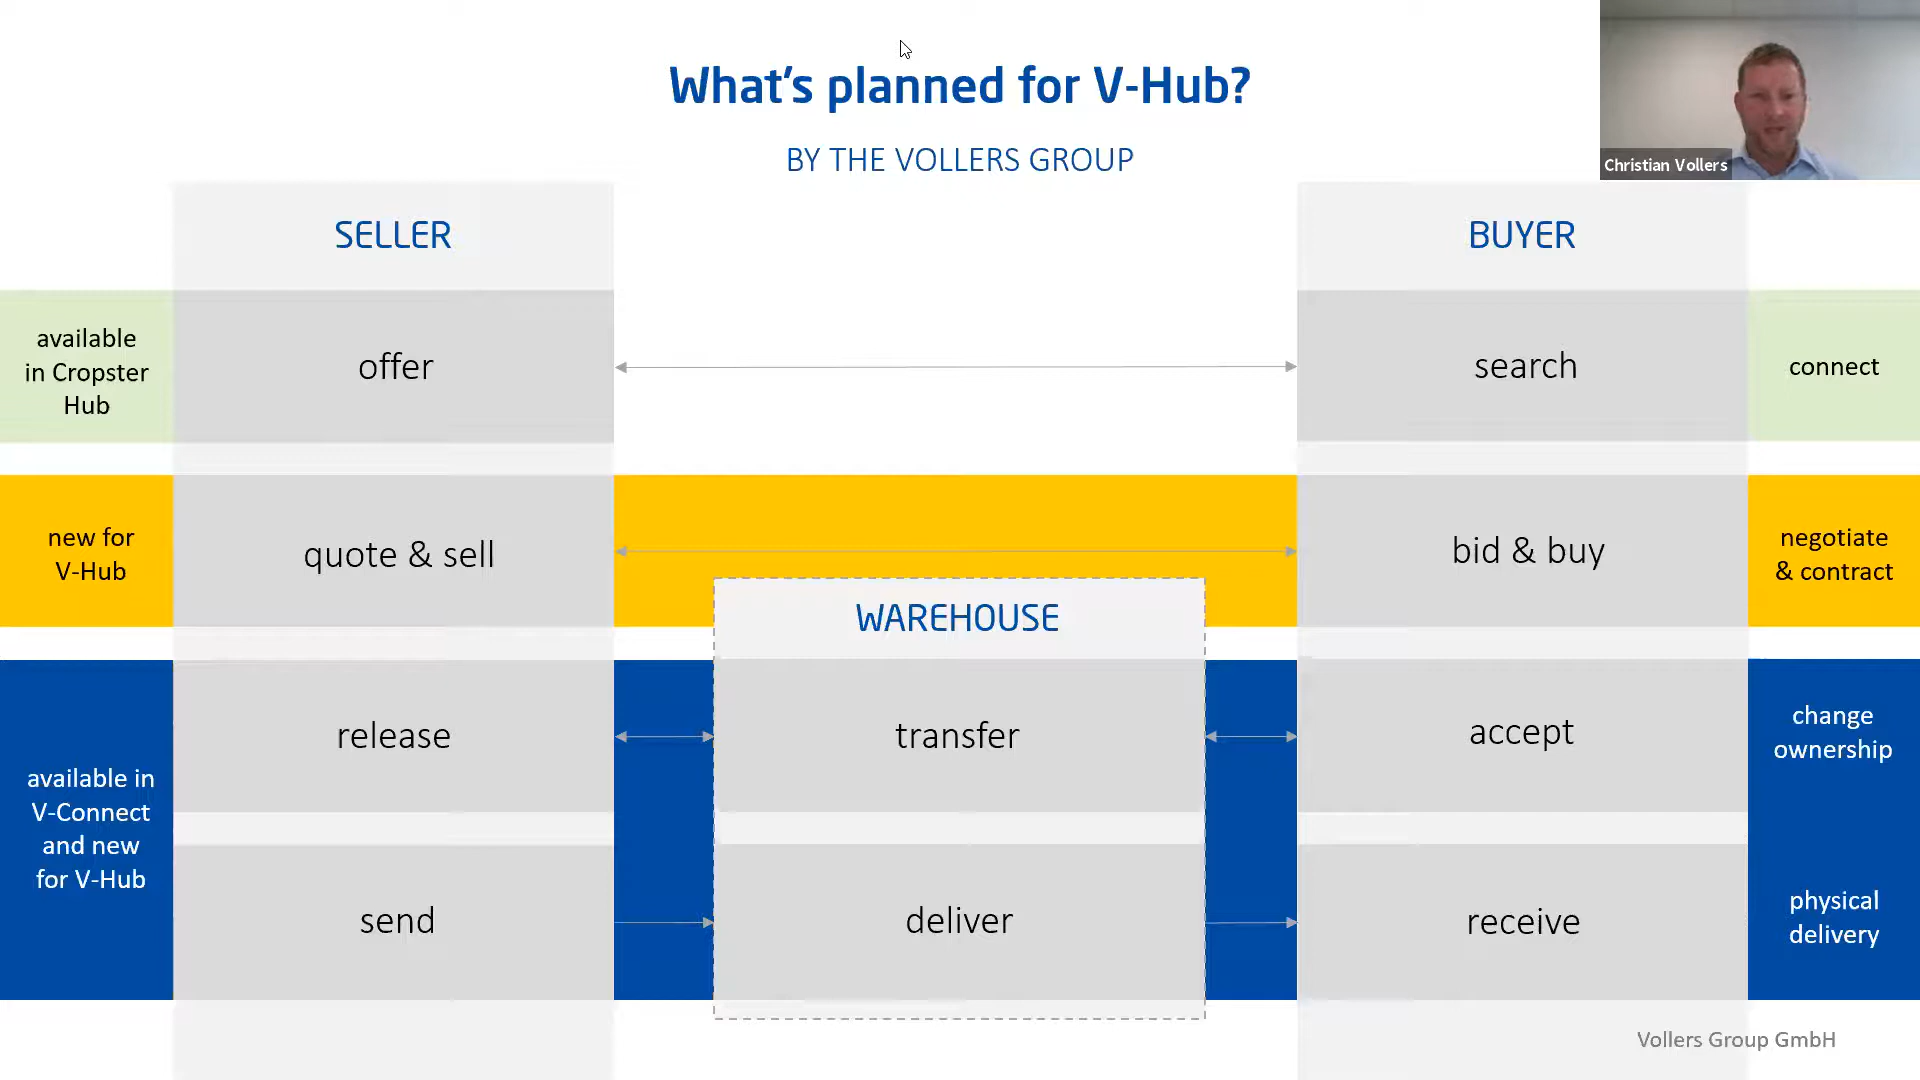 What's planned for V-Hub?
BY THE VOLLERS GROUP
Christian Vollers
SELLER
BUYER
available
in Cropster
Hub
offer
search
connect
new for
V-Hub
quote & sell
bid & buy
negotiate
& contract
WAREHOUSE
release
transfer
accept
change
ownership
available in
V-Connect
and new
for V-Hub
send
deliver
receive
physical
delivery
Vollers Group GmbH